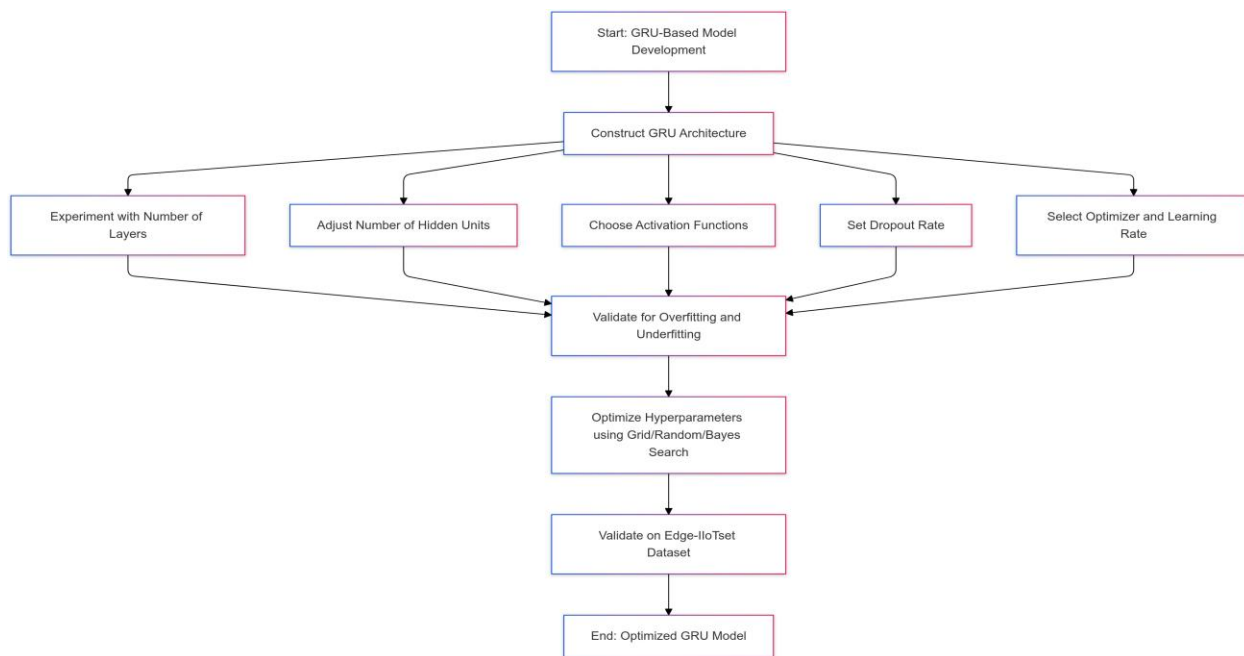 Start: GRU-Based Model
Development
Construct GRU Architecture
Experiment with Number of
Layers
Adjust Number of Hidden Units
Choose Activation Functions
Set Dropout Rate
Select Optimizer and Learning
Rate
Validate for Overfitting and
Underfitting
Optimize Hyperparameters
using Grid/Random/Bayes
Search
Validate on Edge-IIoTset
Dataset
End: Optimized GRU Model